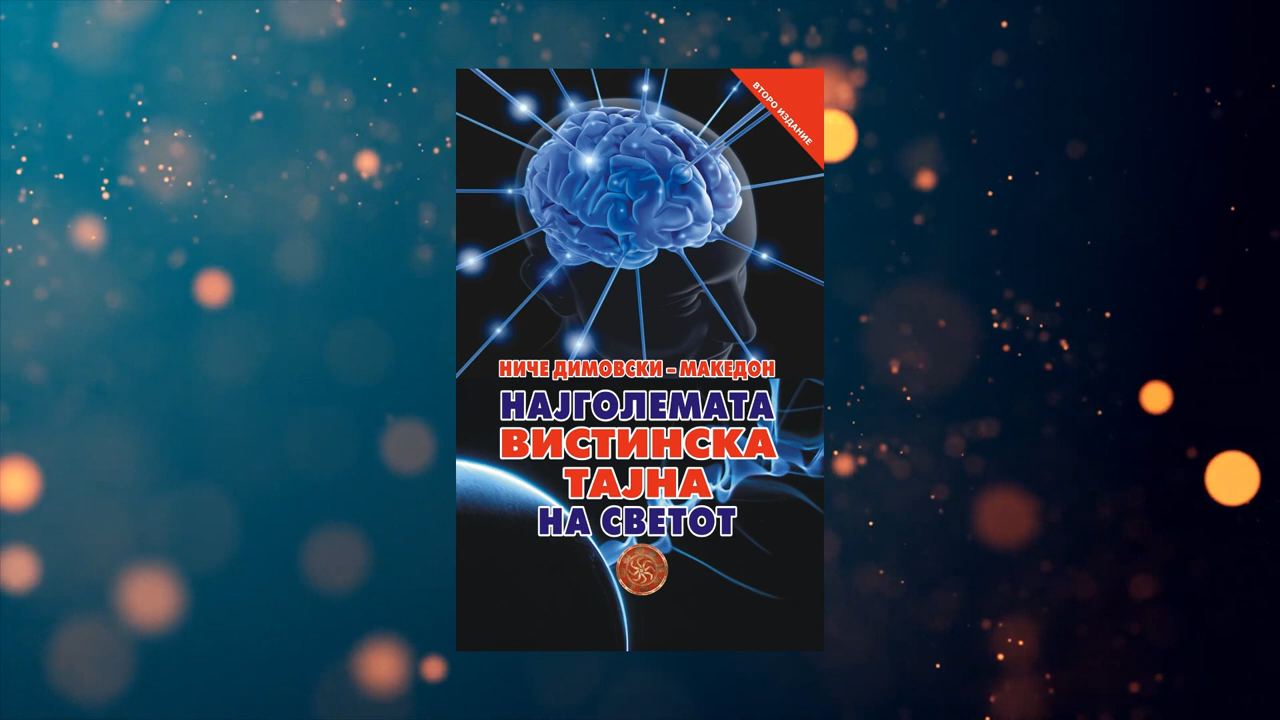 ВТОРО ИЗДАНИЕ
НИЧЕ ДИМОВСКИ – МАКЕДОН
НАЈГОЛЕМАТА
ВИСТИНСКА
ТАЈНА
НА СВЕТОТ